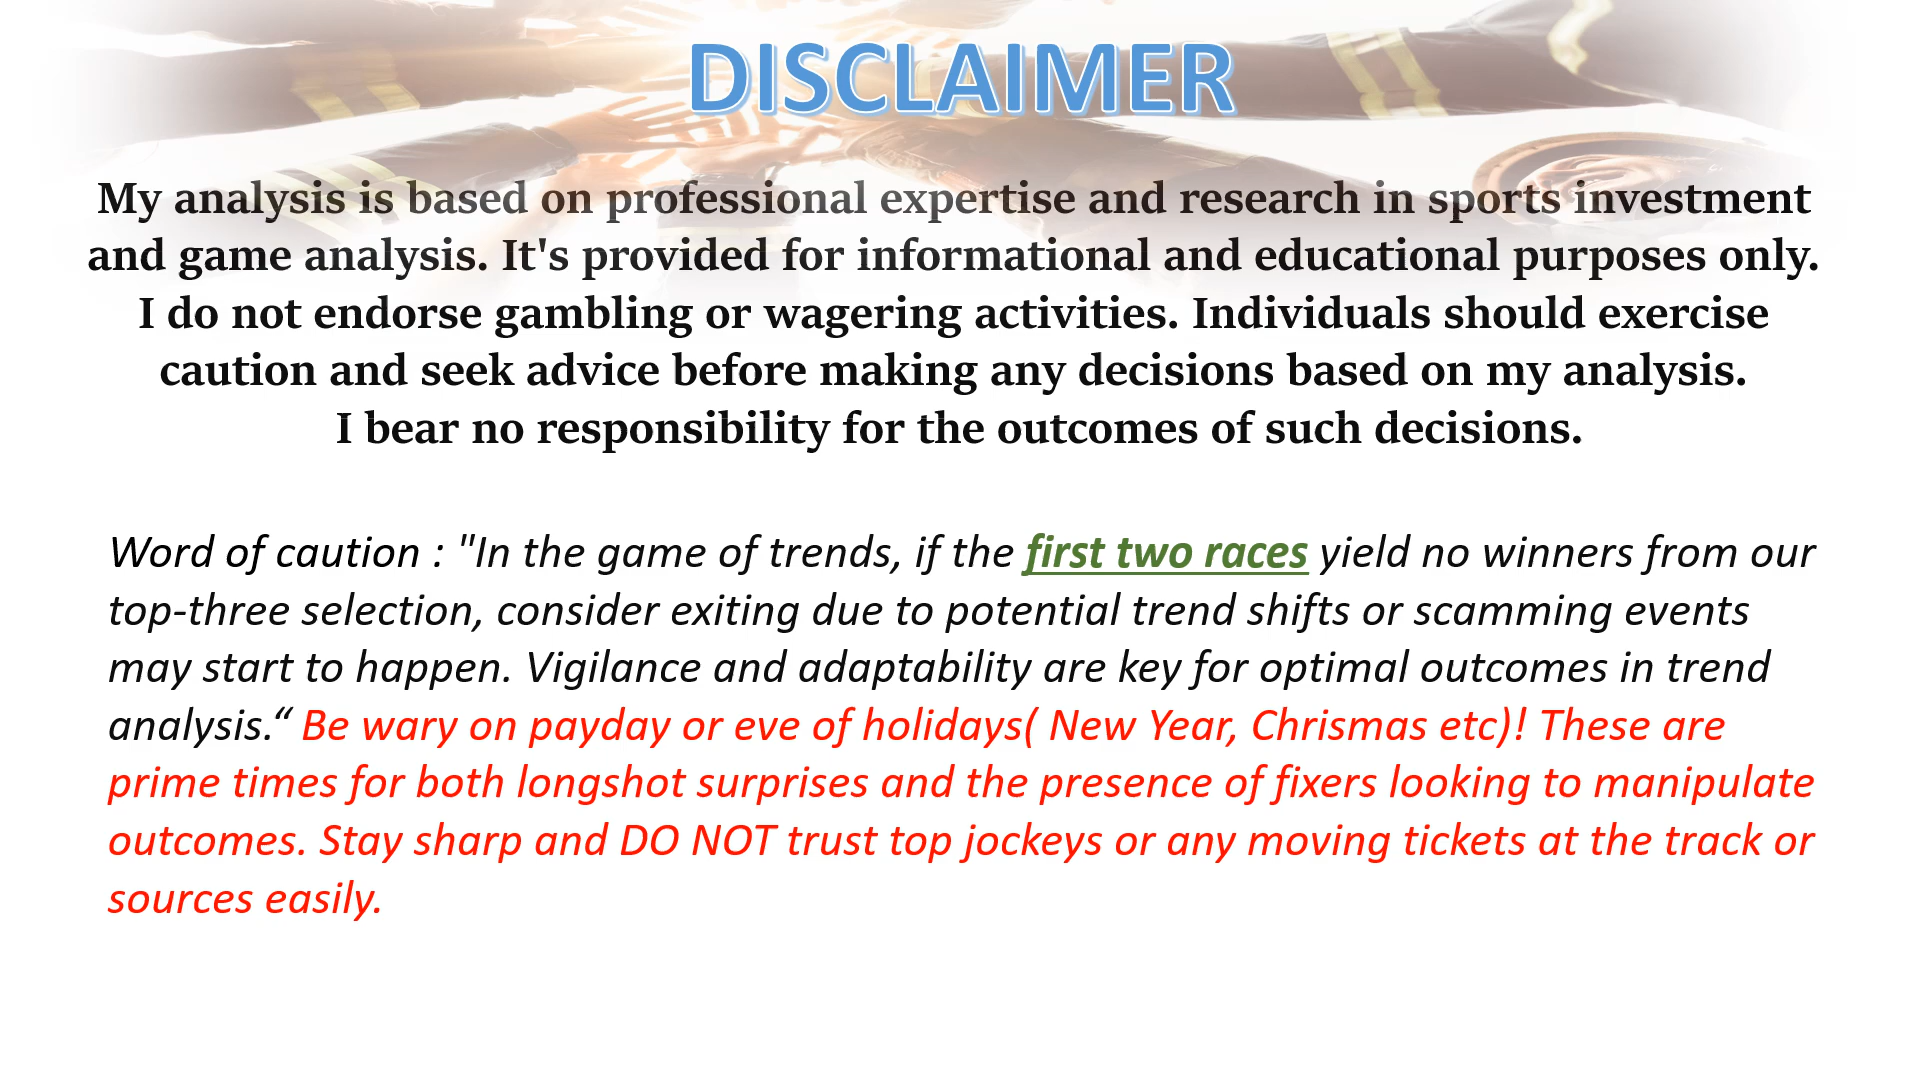 DISCLAIMER
My analysis is based on professional expertise and research in sports investment
and game analysis. It's provided for informational and educational purposes only.
I do not endorse gambling or wagering activities. Individuals should exercise
caution and seek advice before making any decisions based on my analysis.
I bear no responsibility for the outcomes of such decisions.
Word of caution : "In the game of trends, if the first two races yield no winners from our
top-three selection, consider exiting due to potential trend shifts or scamming events
may start to happen. Vigilance and adaptability are key for optimal outcomes in trend
analysis.“ Be wary on payday or eve of holidays( New Year, Chrismas etc)! These are
prime times for both longshot surprises and the presence of fixers looking to manipulate
outcomes. Stay sharp and DO NOT trust top jockeys or any moving tickets at the track or
sources easily.